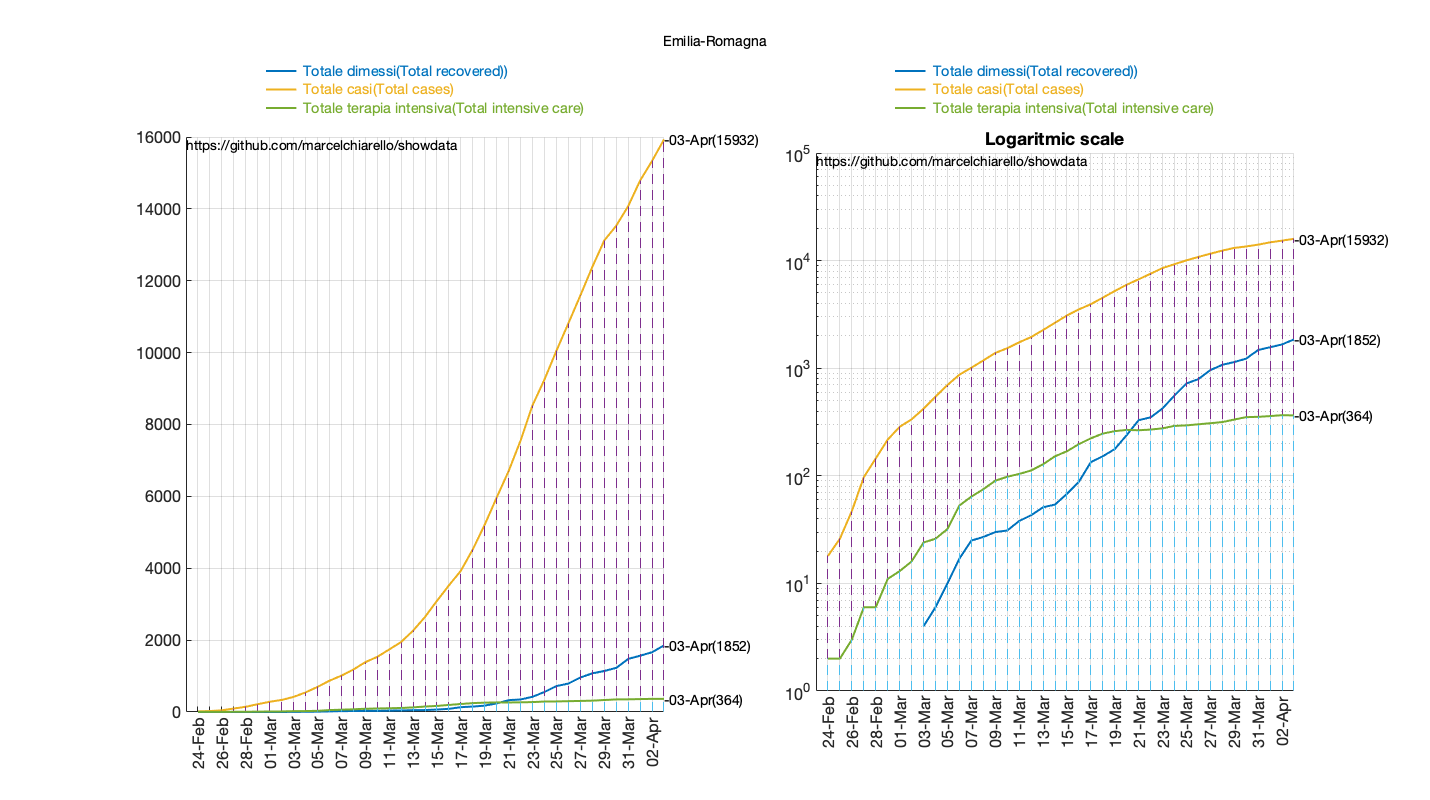 Emilia-Romagna
Totale dimessi(Total recovered))
Totale casi(Total cases)
Totale terapia intensiva(Total intensive care)
https://github.com/marcelchiarello/showdata
16000
14000
12000
10000
8000
6000
4000
2000
0
-03-Apr(15932)
-03-Apr(1852)
-03-Apr(364)
24-Feb
26-Feb
28-Feb
01-Mar
03-Mar
05-Mar
07-Mar
09-Mar
11-Mar
13-Mar
15-Mar
17-Mar
19-Mar
21-Mar
23-Mar
25-Mar
27-Mar
29-Mar
31-Mar
02-Apr
Totale dimessi(Total recovered))
Totale casi(Total cases)
Totale terapia intensiva(Total intensive care)
Logaritmic scale
https://github.com/marcelchiarello/showdata
10^5
10^4
10^3
10^2
10^1
10^0
-03-Apr(15932)
-03-Apr(1852)
-03-Apr(364)
24-Feb
26-Feb
28-Feb
01-Mar
03-Mar
05-Mar
07-Mar
09-Mar
11-Mar
13-Mar
15-Mar
17-Mar
19-Mar
21-Mar
23-Mar
25-Mar
27-Mar
29-Mar
31-Mar
02-Apr